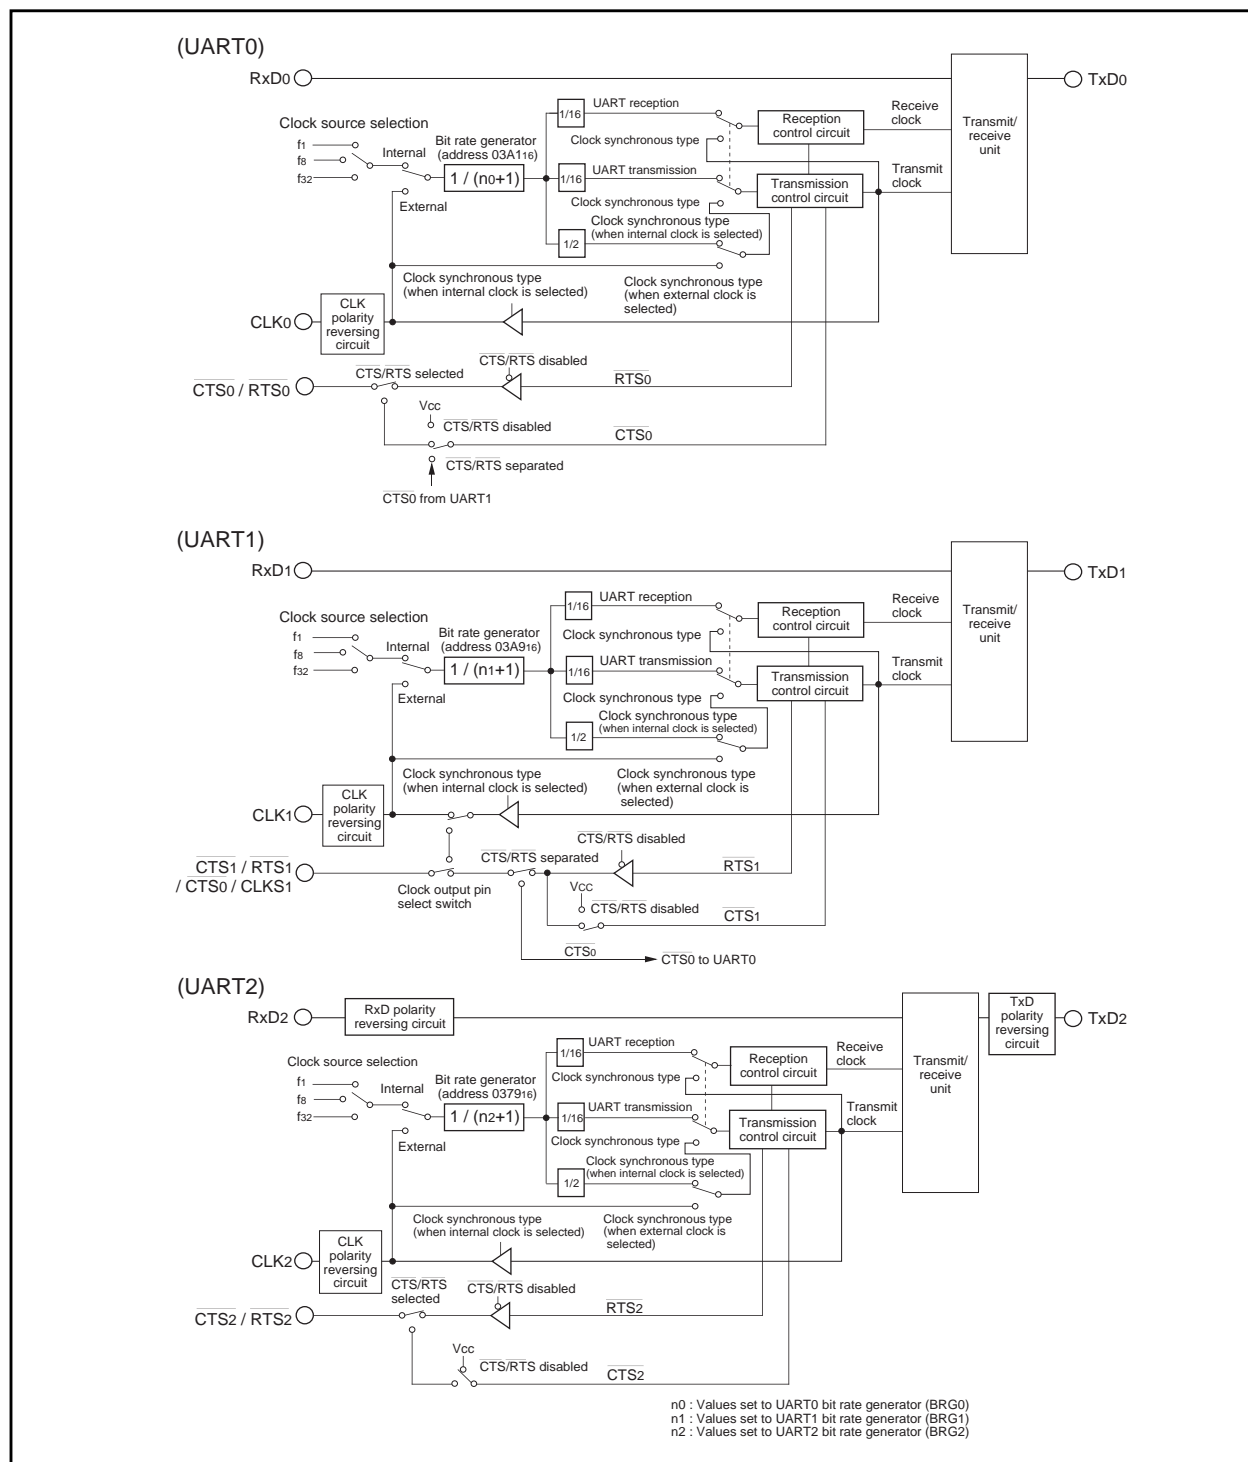 (UART0)
RxD0
TxD0
Clock source selection
f1
f8
f32
Internal
External
Bit rate generator
(address 03A116)
1 / (n0+1)
1/16
UART reception
Clock synchronous type
1/16
UART transmission
Clock synchronous type
Clock synchronous type
(when internal clock is selected)
1/2
Reception
control circuit
Transmission
control circuit
Receive
clock
Transmit
clock
Transmit/
receive
unit
Clock synchronous type
(when internal clock is selected)
Clock synchronous type
(when external clock is
selected)
CLK0
CLK
polarity
reversing
circuit
CTS0 / RTS0
CTS/RTS selected
CTS/RTS disabled
RTS0
Vcc
CTS/RTS disabled
CTS0
CTS/RTS separated
CTS0 from UART1
(UART1)
RxD1
TxD1
Clock source selection
f1
f8
f32
Internal
External
Bit rate generator
(address 03A916)
1 / (n1+1)
1/16
UART reception
Clock synchronous type
1/16
UART transmission
Clock synchronous type
Clock synchronous type
(when internal clock is selected)
1/2
Reception
control circuit
Transmission
control circuit
Receive
clock
Transmit
clock
Transmit/
receive
unit
Clock synchronous type
(when internal clock is selected)
Clock synchronous type
(when external clock is
selected)
CLK1
CLK
polarity
reversing
circuit
CTS1 / RTS1
/ CTS0 / CLKS1
Clock output pin
select switch
CTS/RTS separated
CTS/RTS disabled
RTS1
VCC
CTS/RTS disabled
CTS1
CTS0
CTS0 to UART0
(UART2)
RxD2
RxD polarity
reversing circuit
TxD
polarity
reversing
circuit
TxD2
Clock source selection
f1
f8
f32
Internal
External
Bit rate generator
(address 037916)
1 / (n2+1)
1/16
UART reception
Clock synchronous type
1/16
UART transmission
Clock synchronous type
Clock synchronous type
(when internal clock is selected)
1/2
Reception
control circuit
Transmission
control circuit
Receive
clock
Transmit
clock
Transmit/
receive
unit
Clock synchronous type
(when internal clock is selected)
Clock synchronous type
(when external clock is
selected)
CLK2
CLK
polarity
reversing
circuit
CTS2 / RTS2
CTS/RTS
selected
CTS/RTS disabled
RTS2
Vcc
CTS/RTS disabled
CTS2
n0 : Values set to UART0 bit rate generator (BRG0)
n1 : Values set to UART1 bit rate generator (BRG1)
n2 : Values set to UART2 bit rate generator (BRG2)